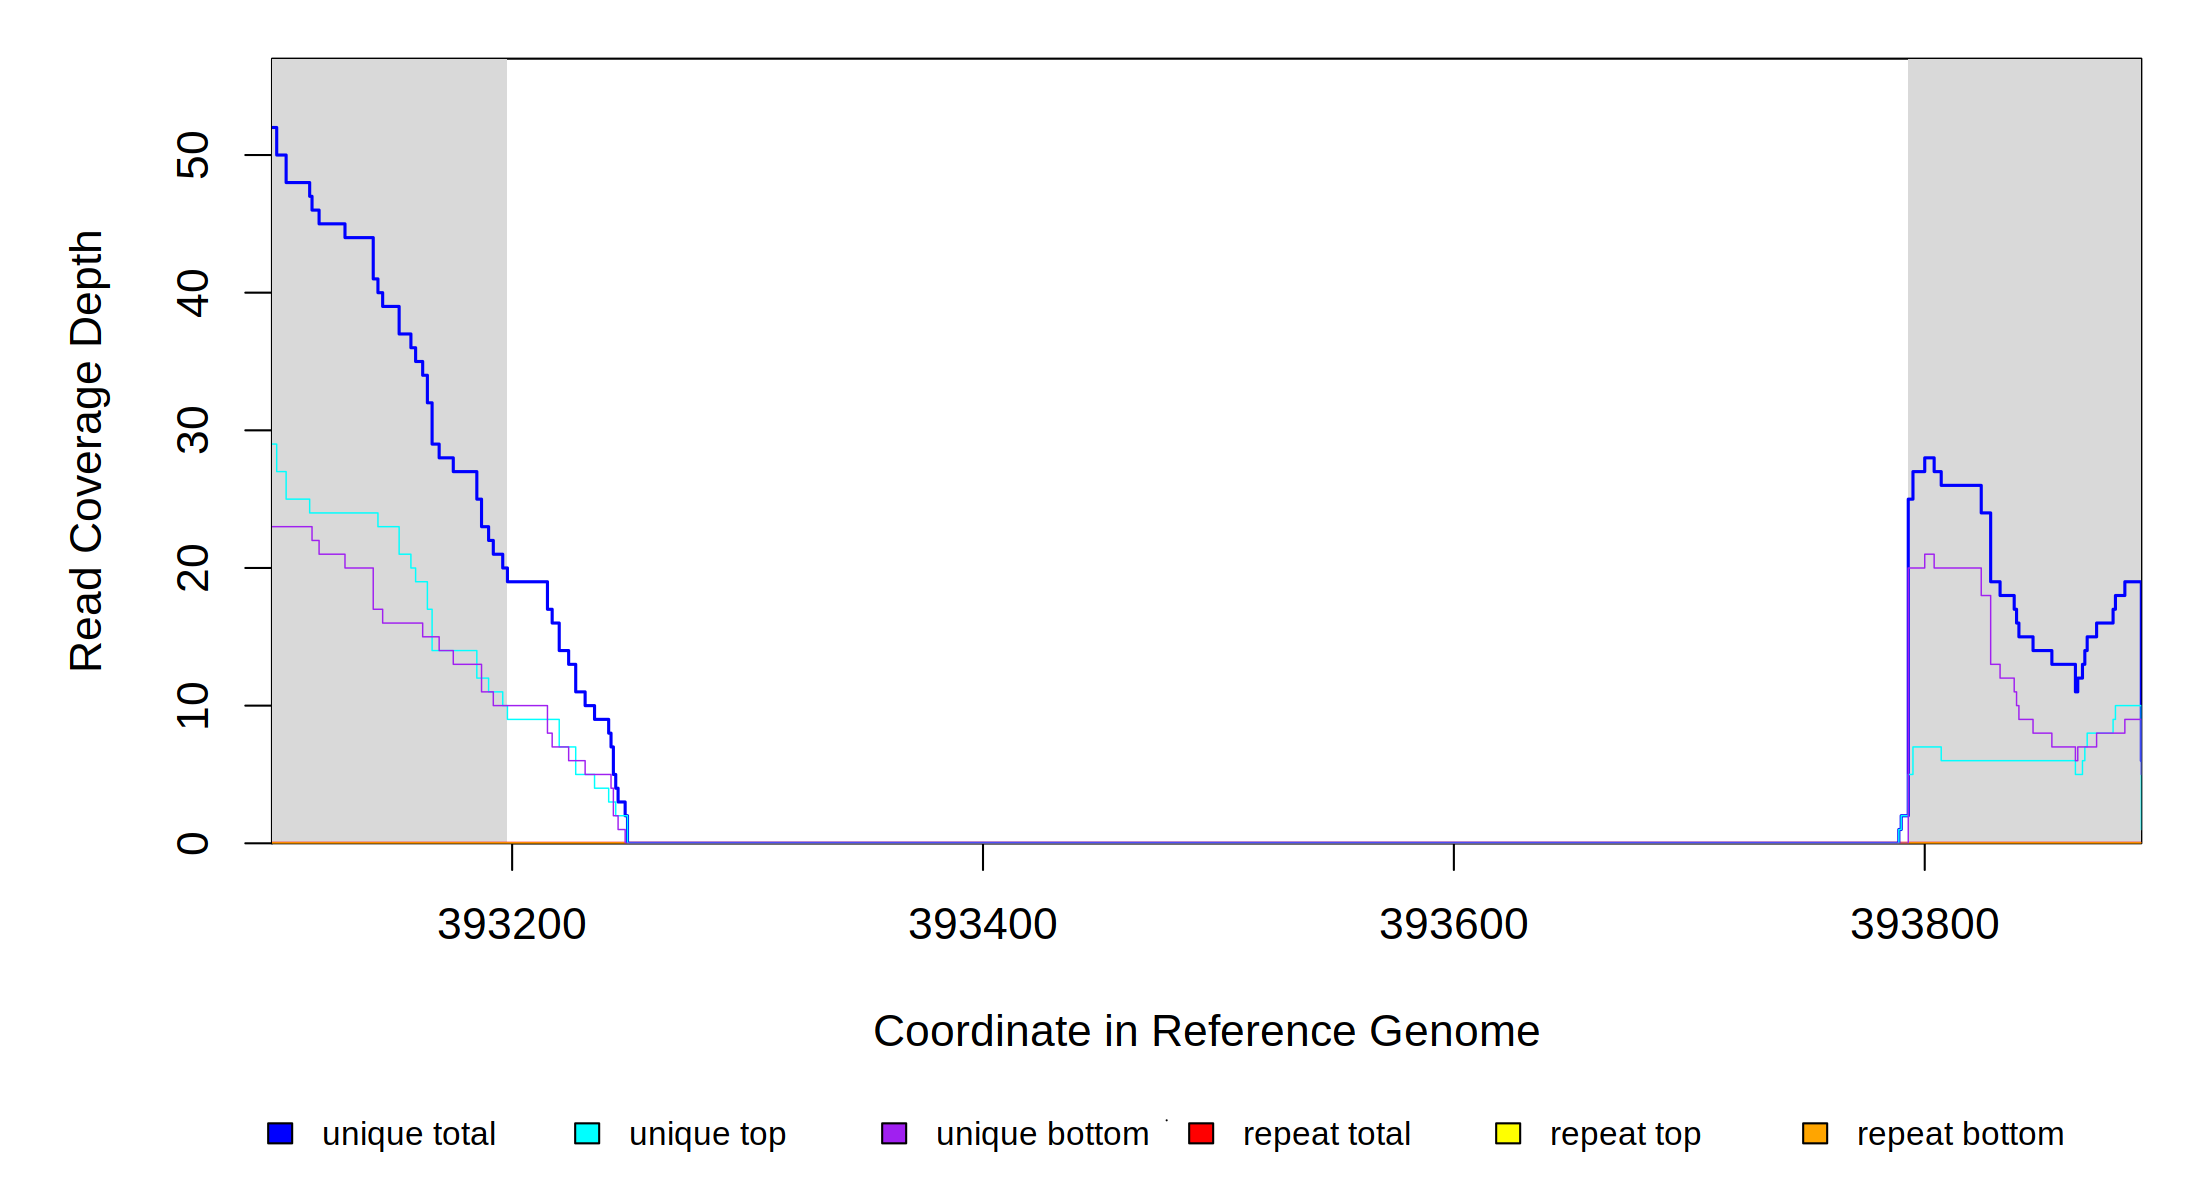 Read Coverage Depth
50
40
30
20
10
0
393200 393400 393600 393800
Coordinate in Reference Genome
unique total unique top unique bottom repeat total repeat top repeat bottom